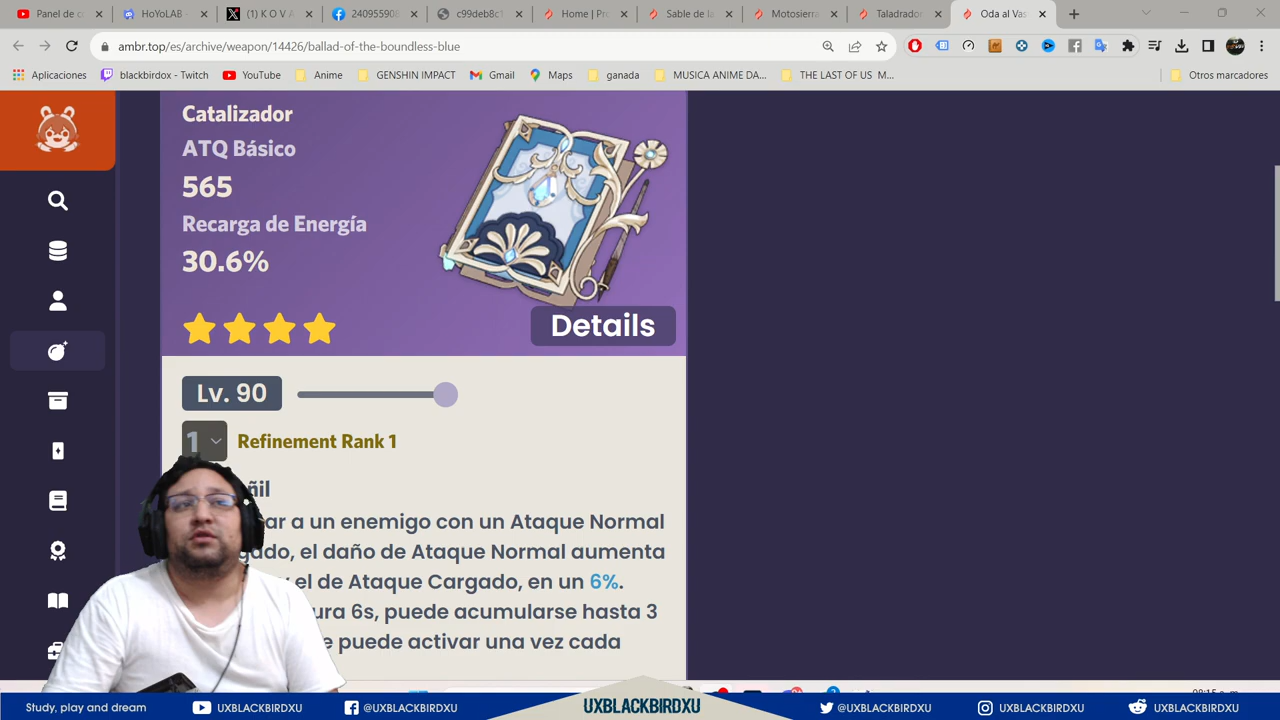 Panel de c
HoYoLAB -
(1) K O V A
240955908
c99deb8c1
Home | Pro
Sable de la
Motosierra
Taladrador
Oda al Vas
ambr.top/es/archive/weapon/14426/ballad-of-the-boundless-blue
Aplicaciones
blackbirdox - Twitch
YouTube
Anime
GENSHIN IMPACT
Gmail
Maps
ganada
MUSICA ANIME DA...
THE LAST OF US M...
Otros marcadores
Catalizador
ATQ Básico
565
Recarga de Energía
30.6%
Details
Lv. 90
1
Refinement Rank 1
ñil
ar a un enemigo con un Ataque Normal
gado, el daño de Ataque Normal aumenta
y el de Ataque Cargado, en un 6%.
ura 6s, puede acumularse hasta 3
e puede activar una vez cada
Study, play and dream
UXBLACKBIRDXU
@UXBLACKBIRDXU
UXBLACKBIRDXU
@UXBLACKBIRDXU
UXBLACKBIRDXU
UXBLACKBIRDXU